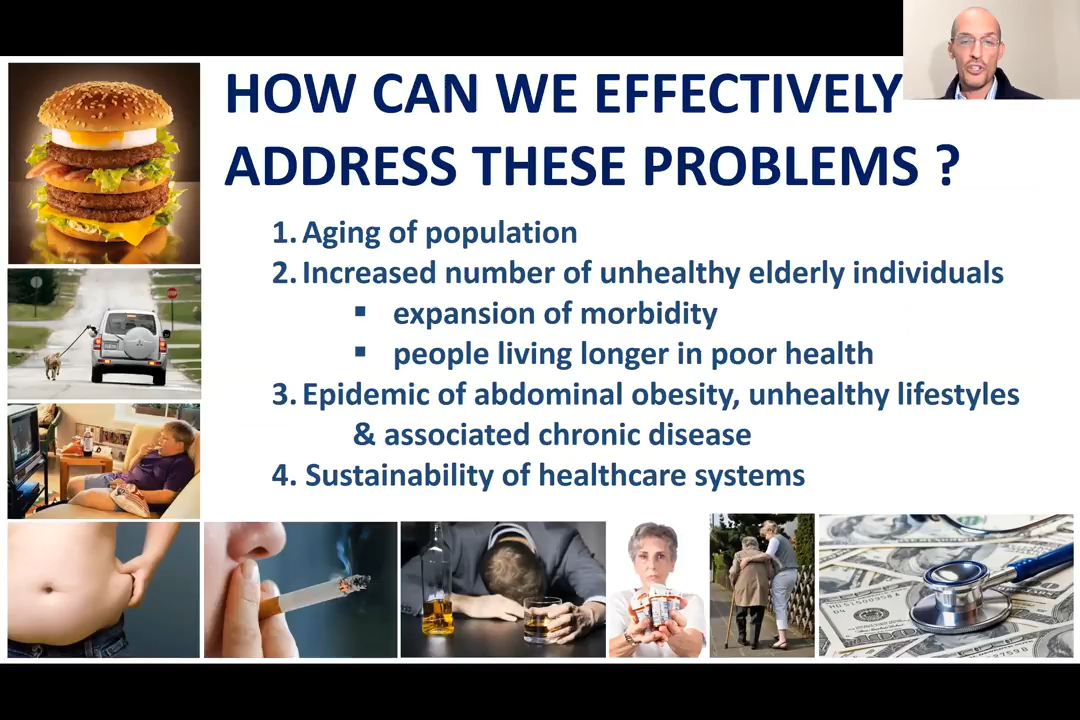 HOW CAN WE EFFECTIVELY
ADDRESS THESE PROBLEMS ?
1. Aging of population
2. Increased number of unhealthy elderly individuals
▪ expansion of morbidity
▪ people living longer in poor health
3. Epidemic of abdominal obesity, unhealthy lifestyles
& associated chronic disease
4. Sustainability of healthcare systems